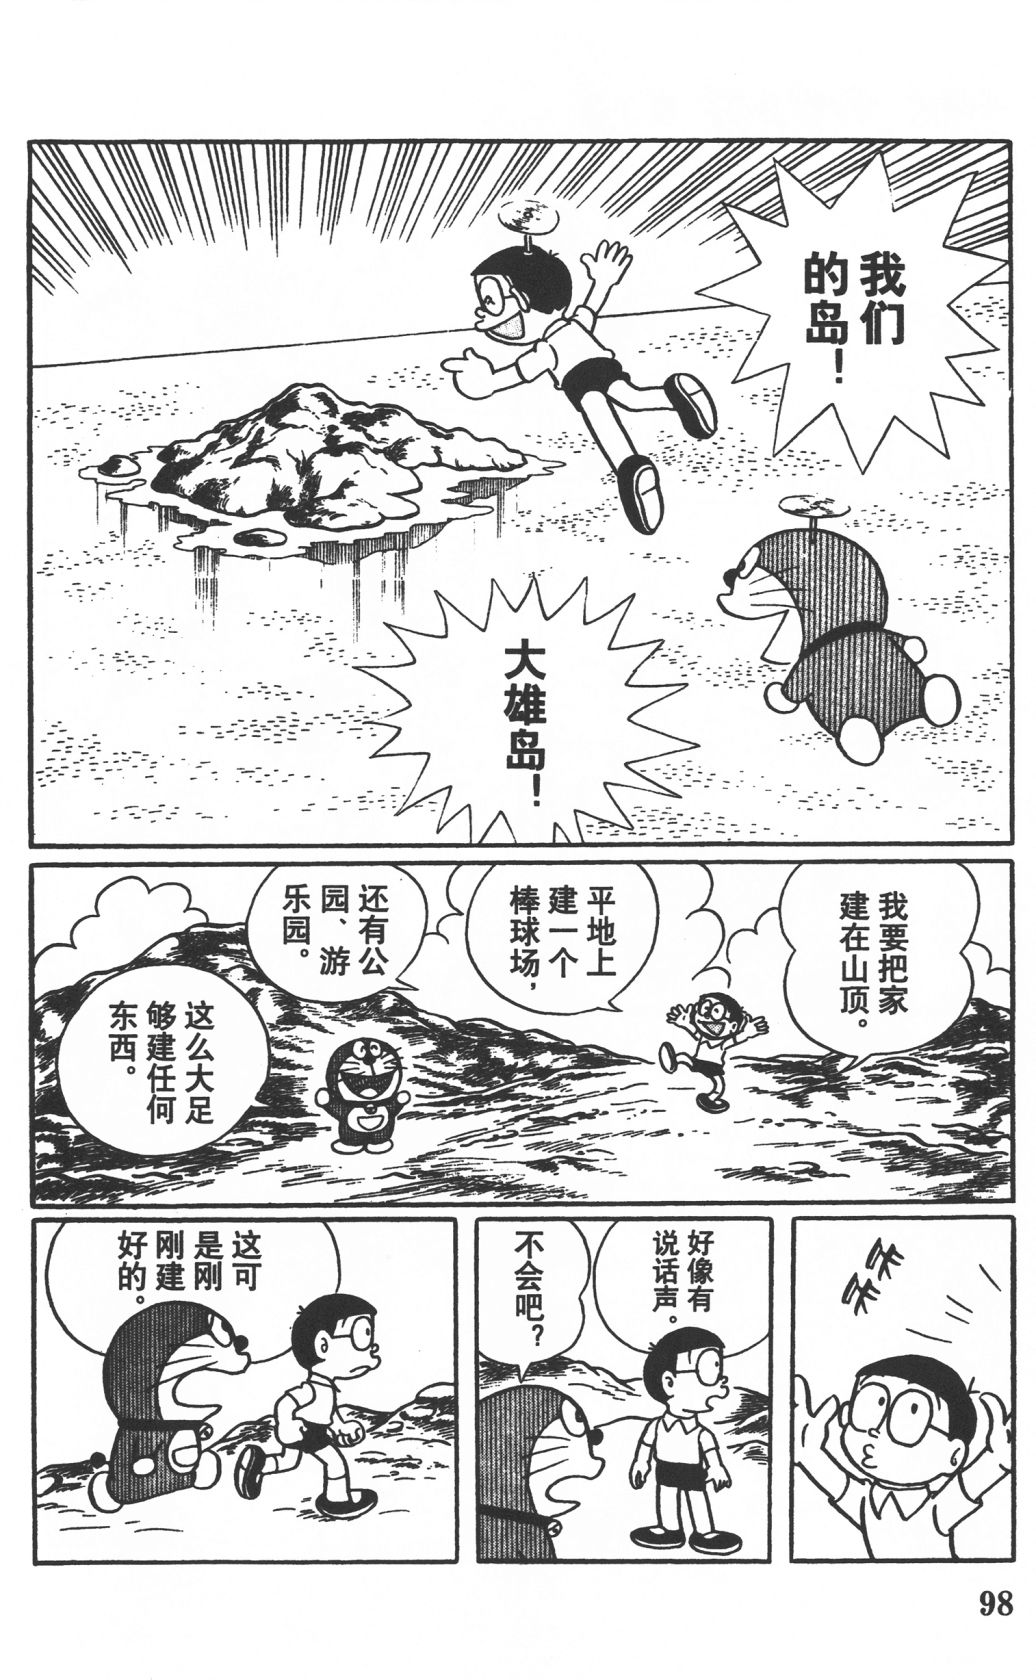 我们
的岛！
大雄岛！
我要把家
建在山顶。
平地上
建一个
棒球场，
还有公
园、游
乐园。
这么大足
够建任何
东西。
呆呆
好像有
说话声。
不会吧？
这可
是刚
刚建
好的。
98